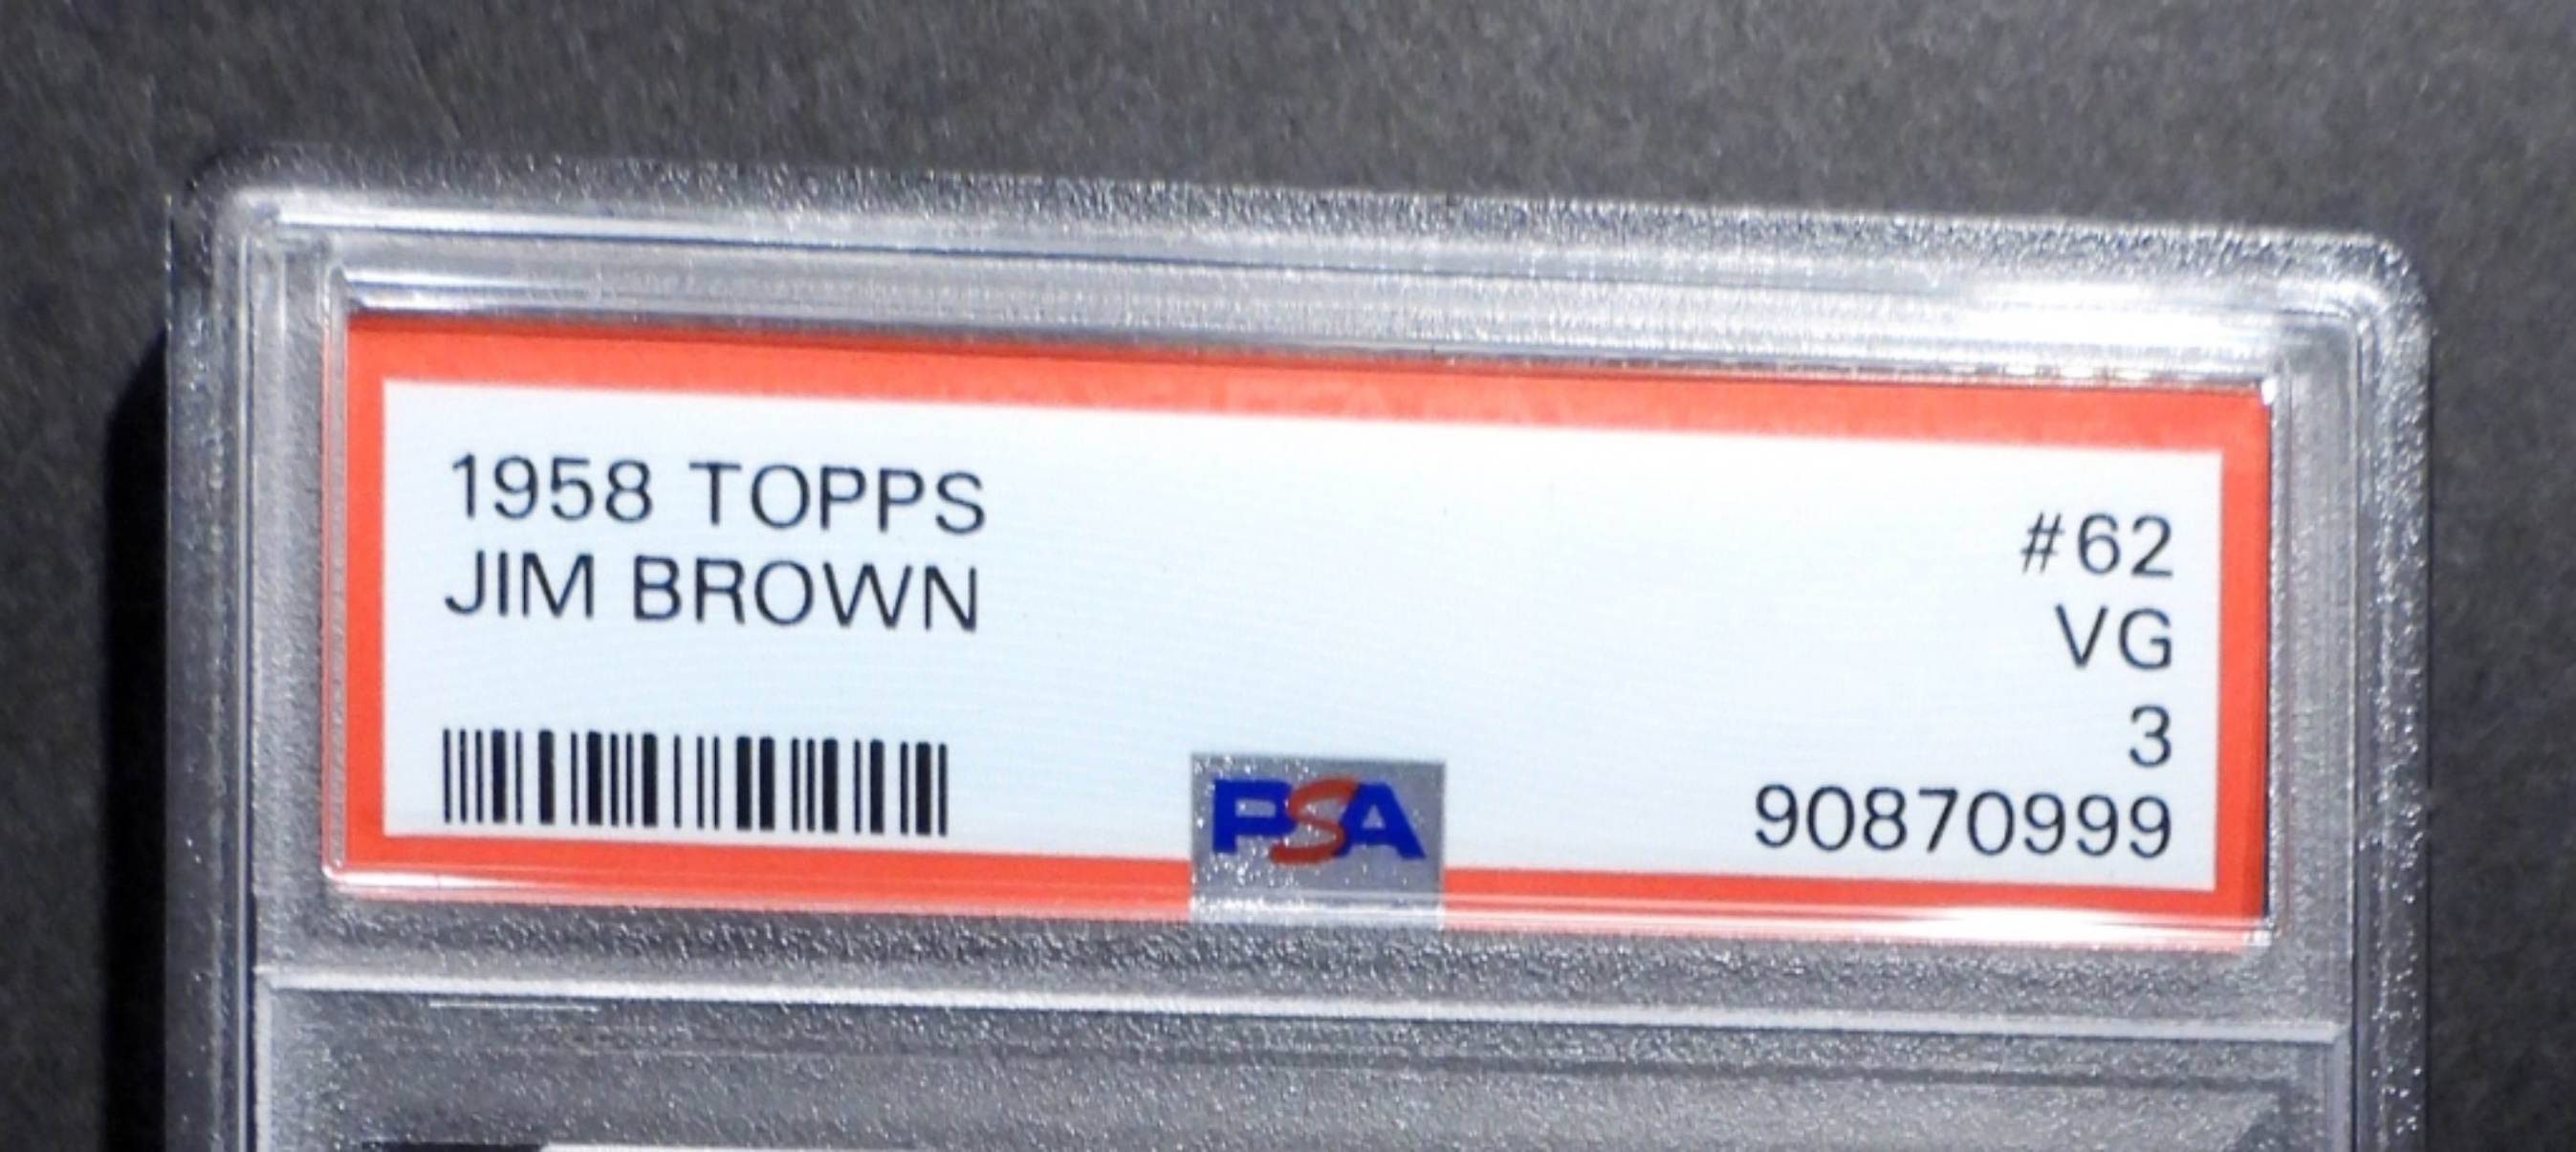 1958 TOPPS
JIM BROWN
#62
VG
3
90870999
PSA